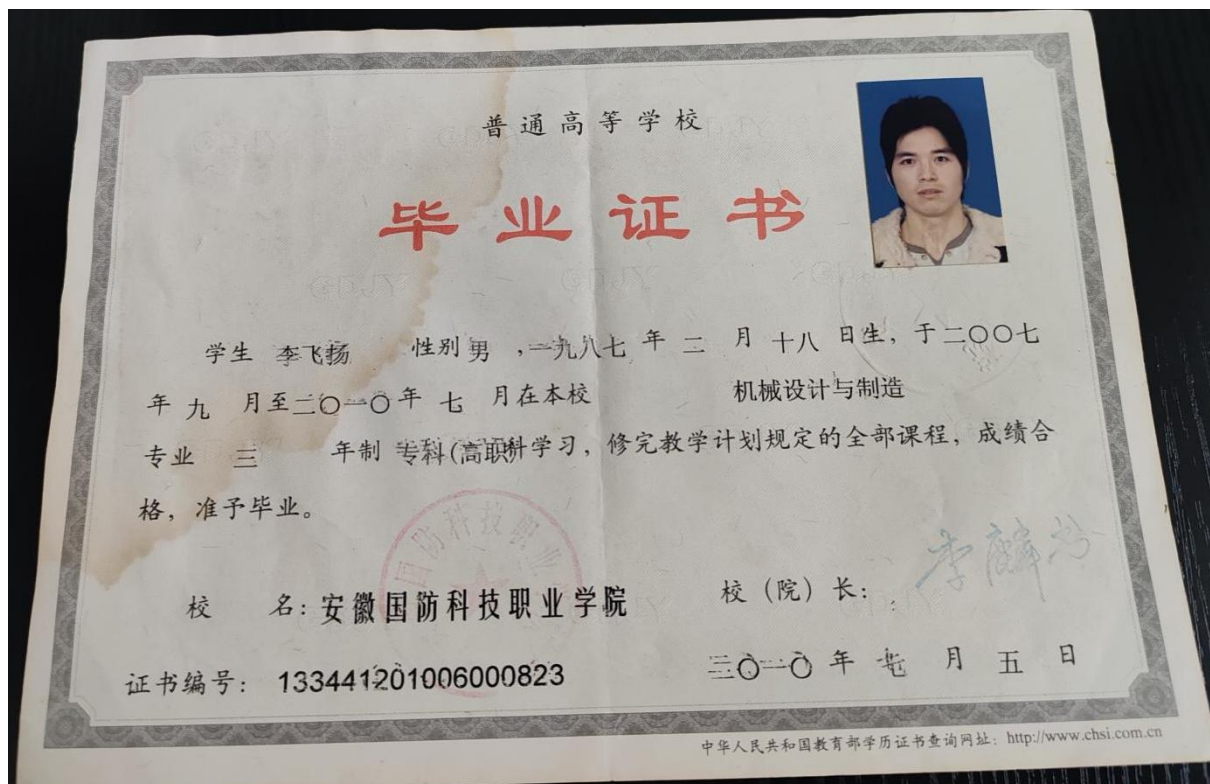 普通高等学校
毕业证书
学生 李飞扬 性别 男 ,一九八七 年 二 月 十八 日生，于二〇〇七
年 九 月至二〇一〇年 七 月在本校 机械设计与制造
专业 三 年制 专科(高职)学习，修完教学计划规定的全部课程，成绩合
格，准予毕业。
国防科技职业
校 名：安徽国防科技职业学院 校（院）长：
证书编号： 133441201006000823 二〇一〇 年 七 月 五 日
中华人民共和国教育部学历证书查询网址：http://www.chsi.com.cn